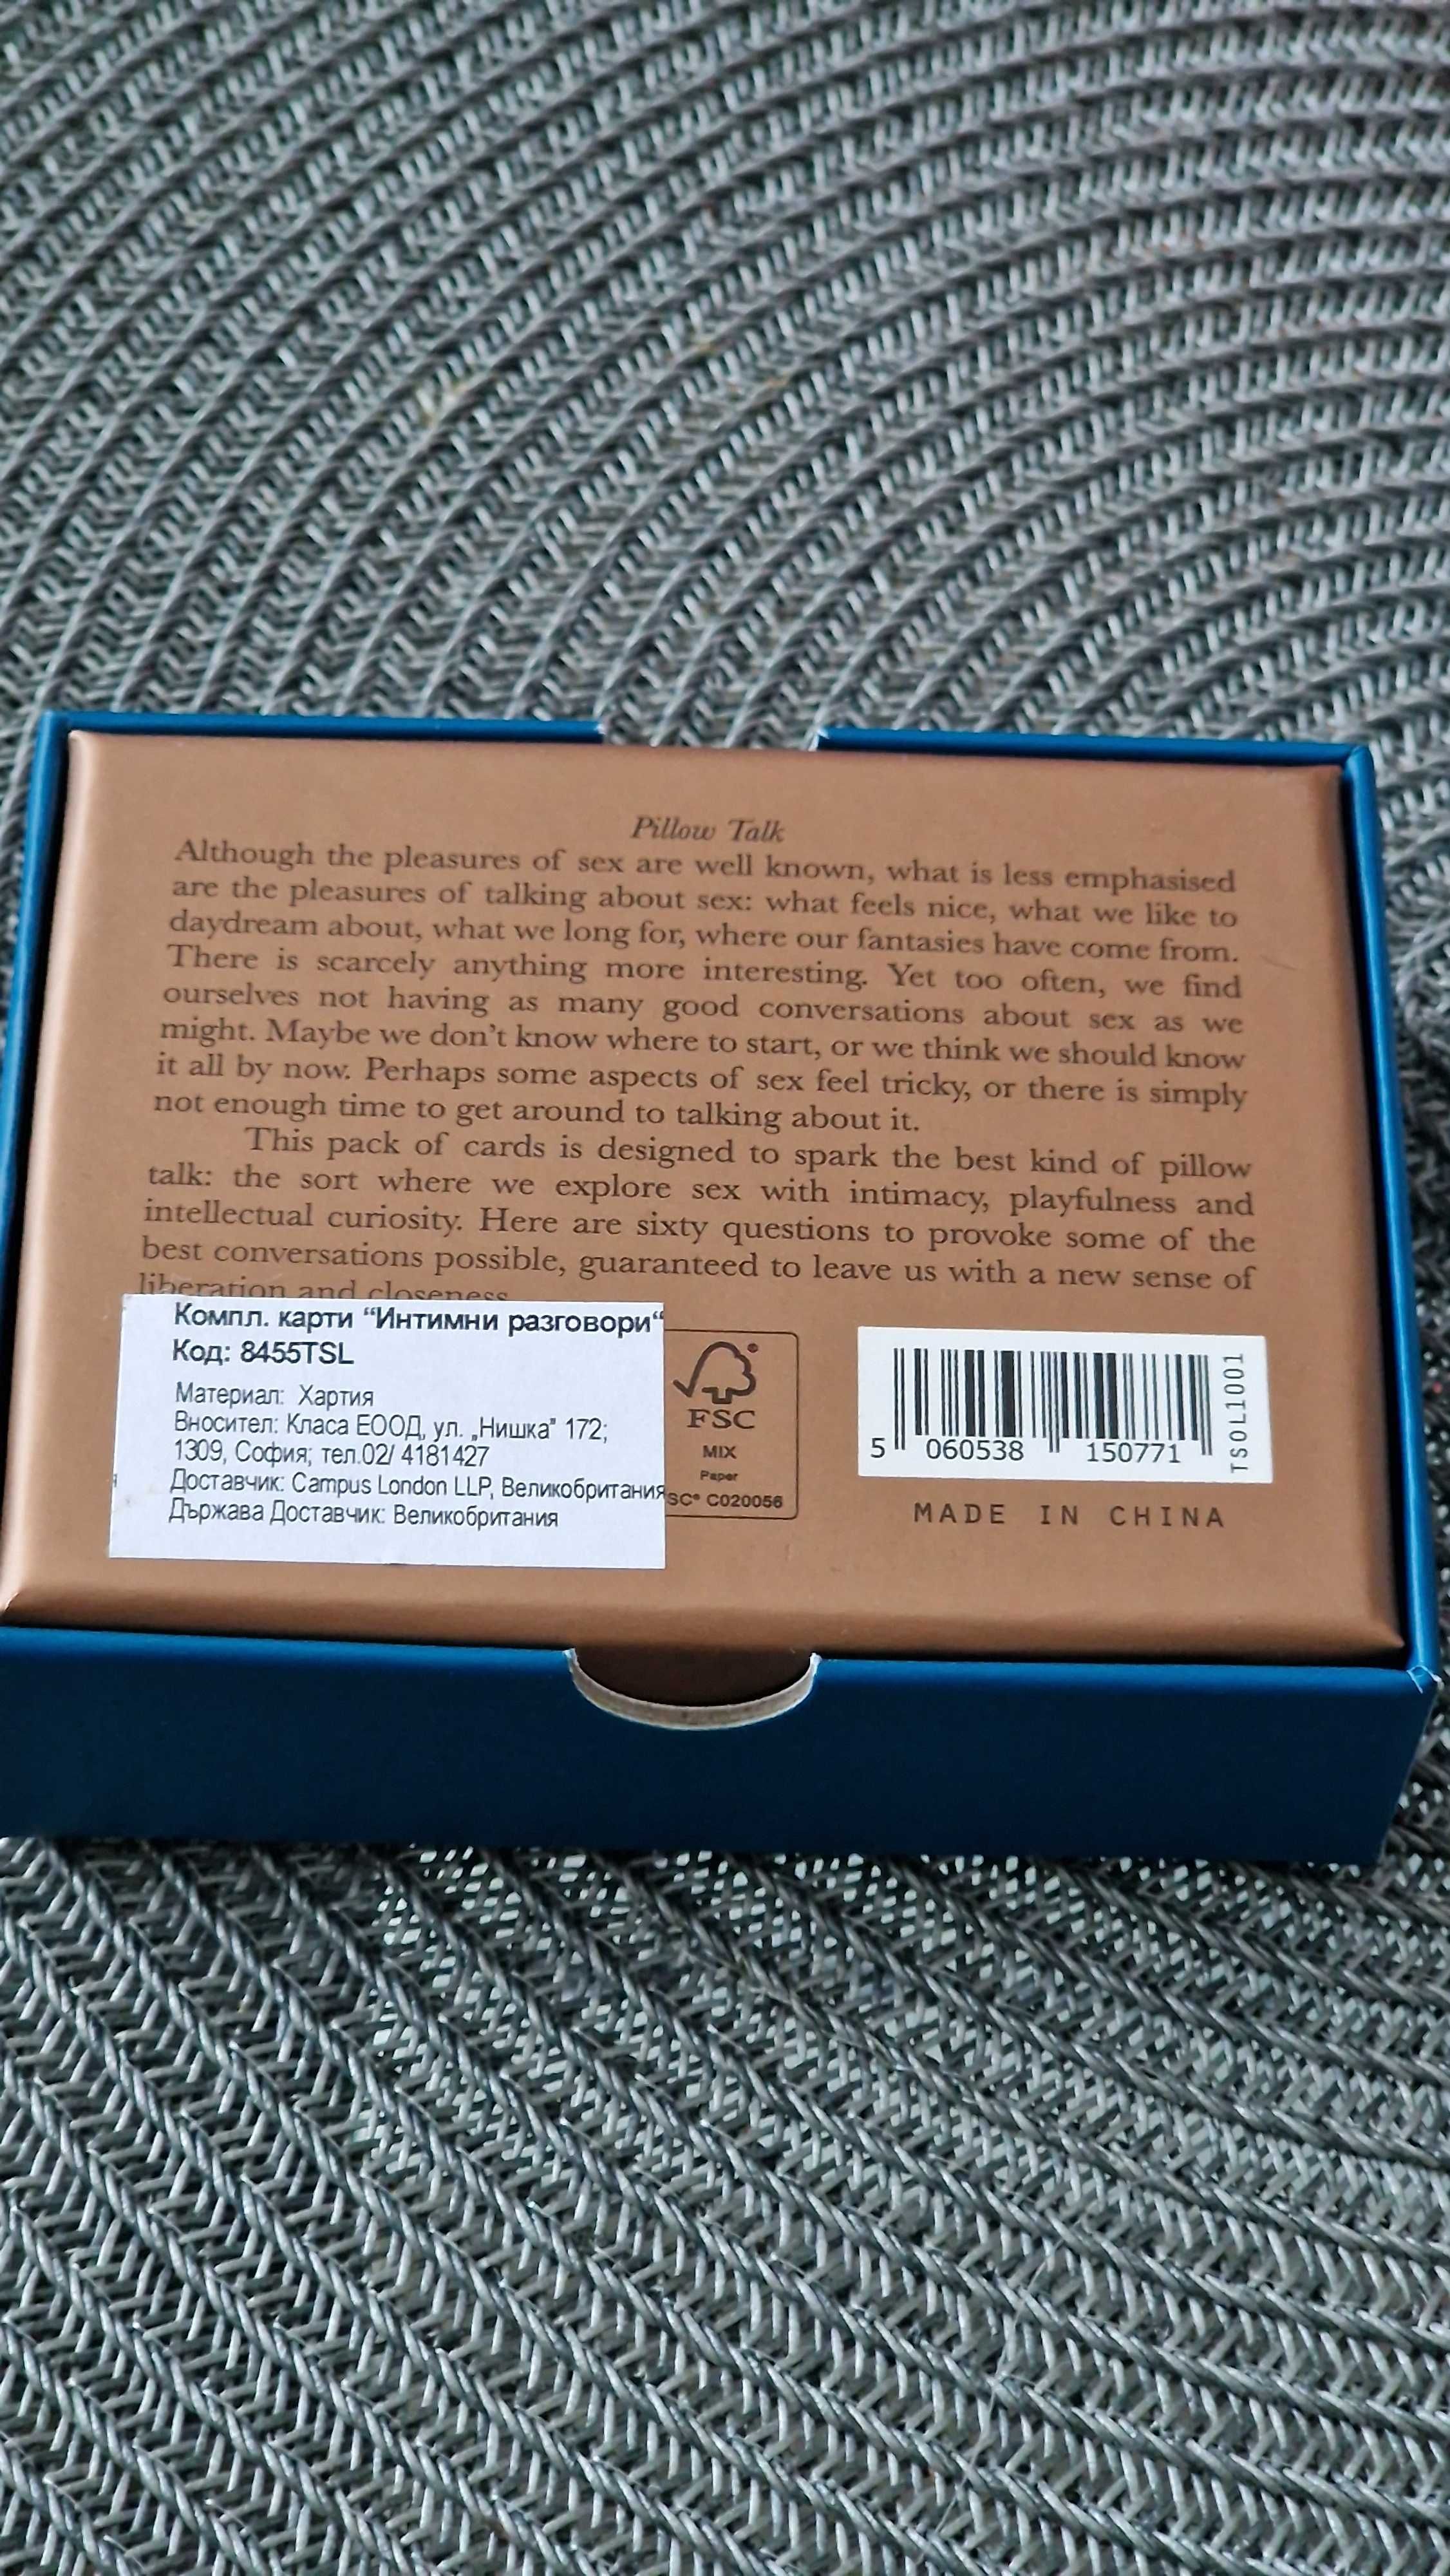 Pillow Talk
Although the pleasures of sex are well known, what is less emphasised
are the pleasures of talking about sex: what feels nice, what we like to
daydream about, what we long for, where our fantasies have come from.
There is scarcely anything more interesting. Yet too often, we find
ourselves not having as many good conversations about sex as we
might. Maybe we don't know where to start, or we think we should know
it all by now. Perhaps some aspects of sex feel tricky, or there is simply
not enough time to get around to talking about it.
This pack of cards is designed to spark the best kind of pillow
talk: the sort where we explore sex with intimacy, playfulness and
intellectual curiosity. Here are sixty questions to provoke some of the
best conversations possible, guaranteed to leave us with a new sense of
liberation and closeness
Компл. карти “Интимни разговори“
Код: 8455TSL
Материал: Хартия
Вносител: Класа ЕООД, ул. „Нишка” 172;
1309, София; тел.02/ 4181427
Доставчик: Campus London LLP, Великобритания
Държава Доставчик: Великобритания
FSC
MIX
Paper
SC® C020056
5 060538 150771
TSOL1001
MADE IN CHINA